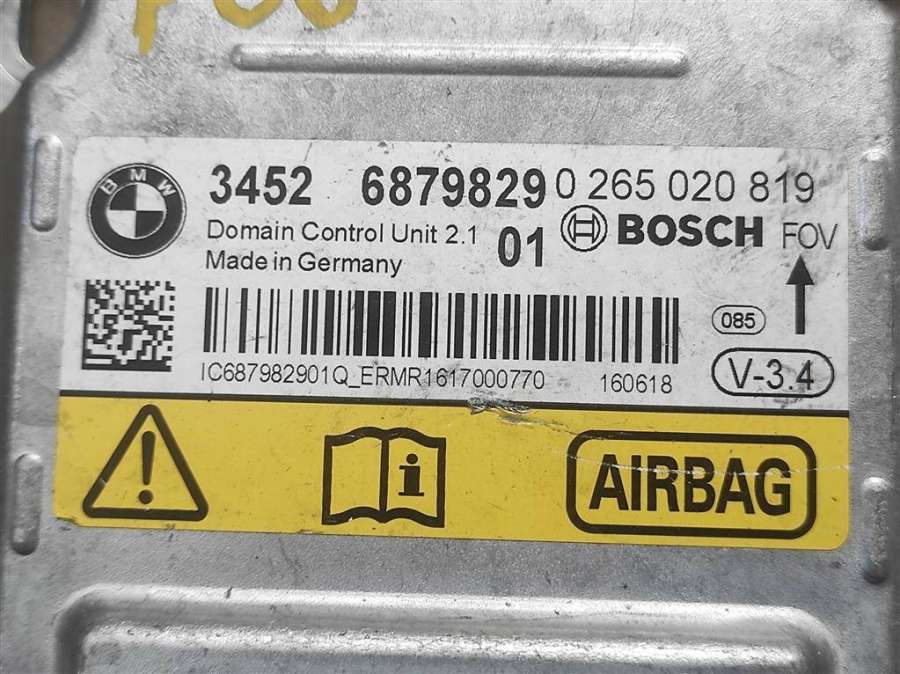 F06
BMW
3452 6879829 0 265 020 819
Domain Control Unit 2.1 01 BOSCH FOV
Made in Germany
085
IC687982901Q_ERMR1617000770 160618 V-3.4
i
AIRBAG